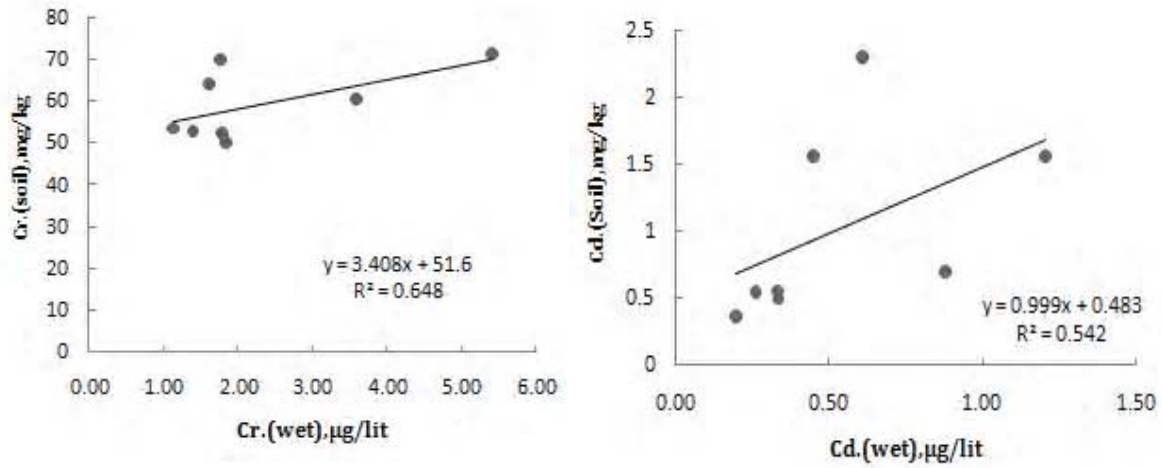 80
70
60
50
40
30
20
10
0
Cr.(soil),mg/kg
y = 3.408x + 51.6
R² = 0.648
0.00 1.00 2.00 3.00 4.00 5.00 6.00
Cr.(wet),µg/lit
2.5
2
1.5
1
0.5
0
Cd.(Soil),mg/kg
y = 0.999x + 0.483
R² = 0.542
0.00 0.50 1.00 1.50
Cd.(wet),µg/lit